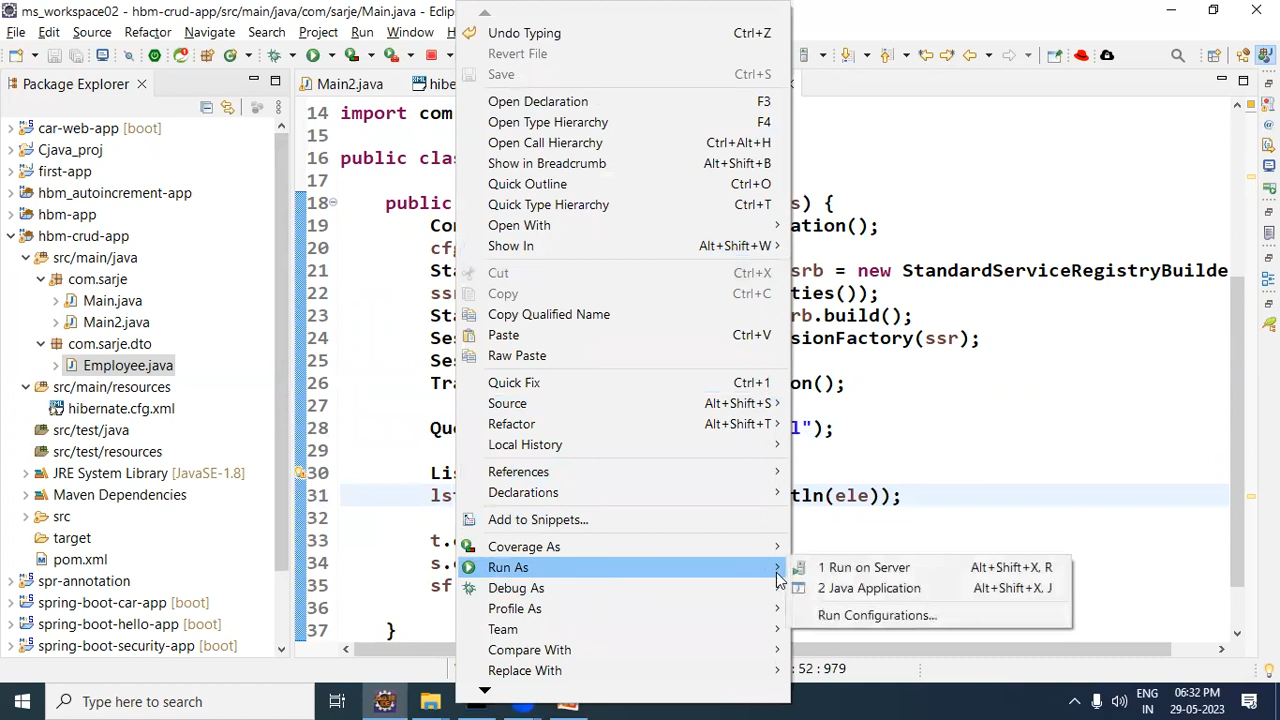 ms_workspace02 - hbm-crud-app/src/main/java/com/sarje/Main.java - Eclip
File Edit Source Refactor Navigate Search Project Run Window
Package Explorer
Main2.java
car-web-app [boot]
Cjava_proj
first-app
hbm_autoincrement-app
hbm-app
hbm-crud-app
src/main/java
com.sarje
Main.java
Main2.java
com.sarje.dto
Employee.java
src/main/resources
hibernate.cfg.xml
src/test/java
src/test/resources
JRE System Library [JavaSE-1.8]
Maven Dependencies
src
target
pom.xml
spr-annotation
spring-boot-car-app [boot]
spring-boot-hello-app [boot]
spring-boot-security-app [boot]
14 import com
15
16 public clas
17
18 public s) {
19 Co ation();
20 cfg
21 Sta srb = new StandardServiceRegistryBuilde
22 ssr ties());
23 Sta rb.build();
24 Ses sionFactory(ssr);
25 Ses
26 Tra on();
27
28 Que l");
29
30 Lis
31 lst tln(ele));
32
33 t.c
34 s.c
35 sf
36
37 }
Undo Typing Ctrl+Z
Revert File
Save Ctrl+S
Open Declaration F3
Open Type Hierarchy F4
Open Call Hierarchy Ctrl+Alt+H
Show in Breadcrumb Alt+Shift+B
Quick Outline Ctrl+O
Quick Type Hierarchy Ctrl+T
Open With
Show In Alt+Shift+W
Cut Ctrl+X
Copy Ctrl+C
Copy Qualified Name
Paste Ctrl+V
Raw Paste
Quick Fix Ctrl+1
Source Alt+Shift+S
Refactor Alt+Shift+T
Local History
References
Declarations
Add to Snippets...
Coverage As
Run As
Debug As
Profile As
Team
Compare With
Replace With
1 Run on Server Alt+Shift+X, R
2 Java Application Alt+Shift+X, J
Run Configurations...
: 52 : 979
Type here to search
ENG
IN
06:32 PM
29-05-2023